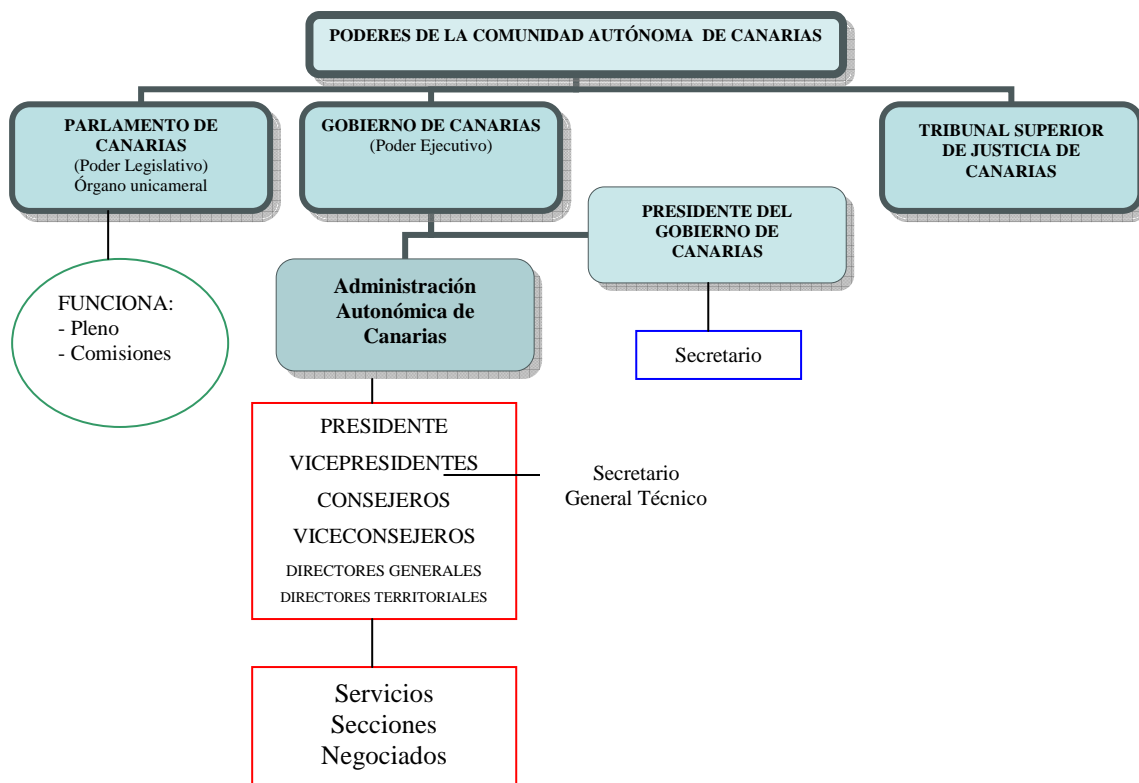 PODERES DE LA COMUNIDAD AUTÓNOMA DE CANARIAS
PARLAMENTO DE
CANARIAS
(Poder Legislativo)
Órgano unicameral
GOBIERNO DE CANARIAS
(Poder Ejecutivo)
TRIBUNAL SUPERIOR
DE JUSTICIA DE
CANARIAS
PRESIDENTE DEL
GOBIERNO DE
CANARIAS
Administración
Autonómica de
Canarias
FUNCIONA:
- Pleno
- Comisiones
Secretario
PRESIDENTE
VICEPRESIDENTES
CONSEJEROS
VICECONSEJEROS
DIRECTORES GENERALES
DIRECTORES TERRITORIALES
Secretario
General Técnico
Servicios
Secciones
Negociados